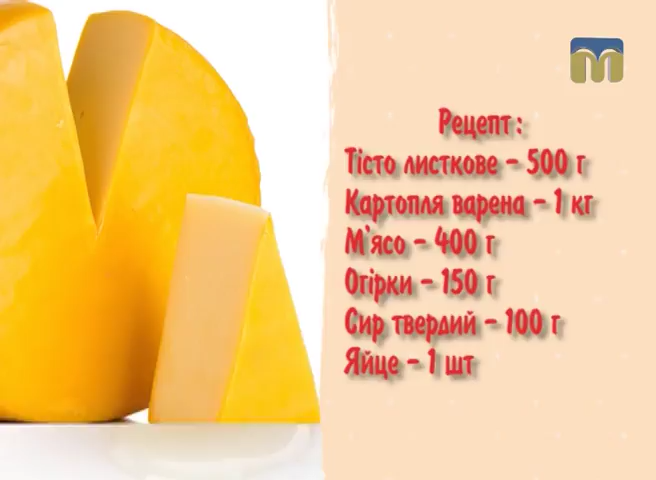 M
Рецепт:
Тісто листкове – 500 г
Картопля варена – 1 кг
М'ясо – 400 г
Огірки – 150 г
Сир твердий – 100 г
Яйце – 1 шт